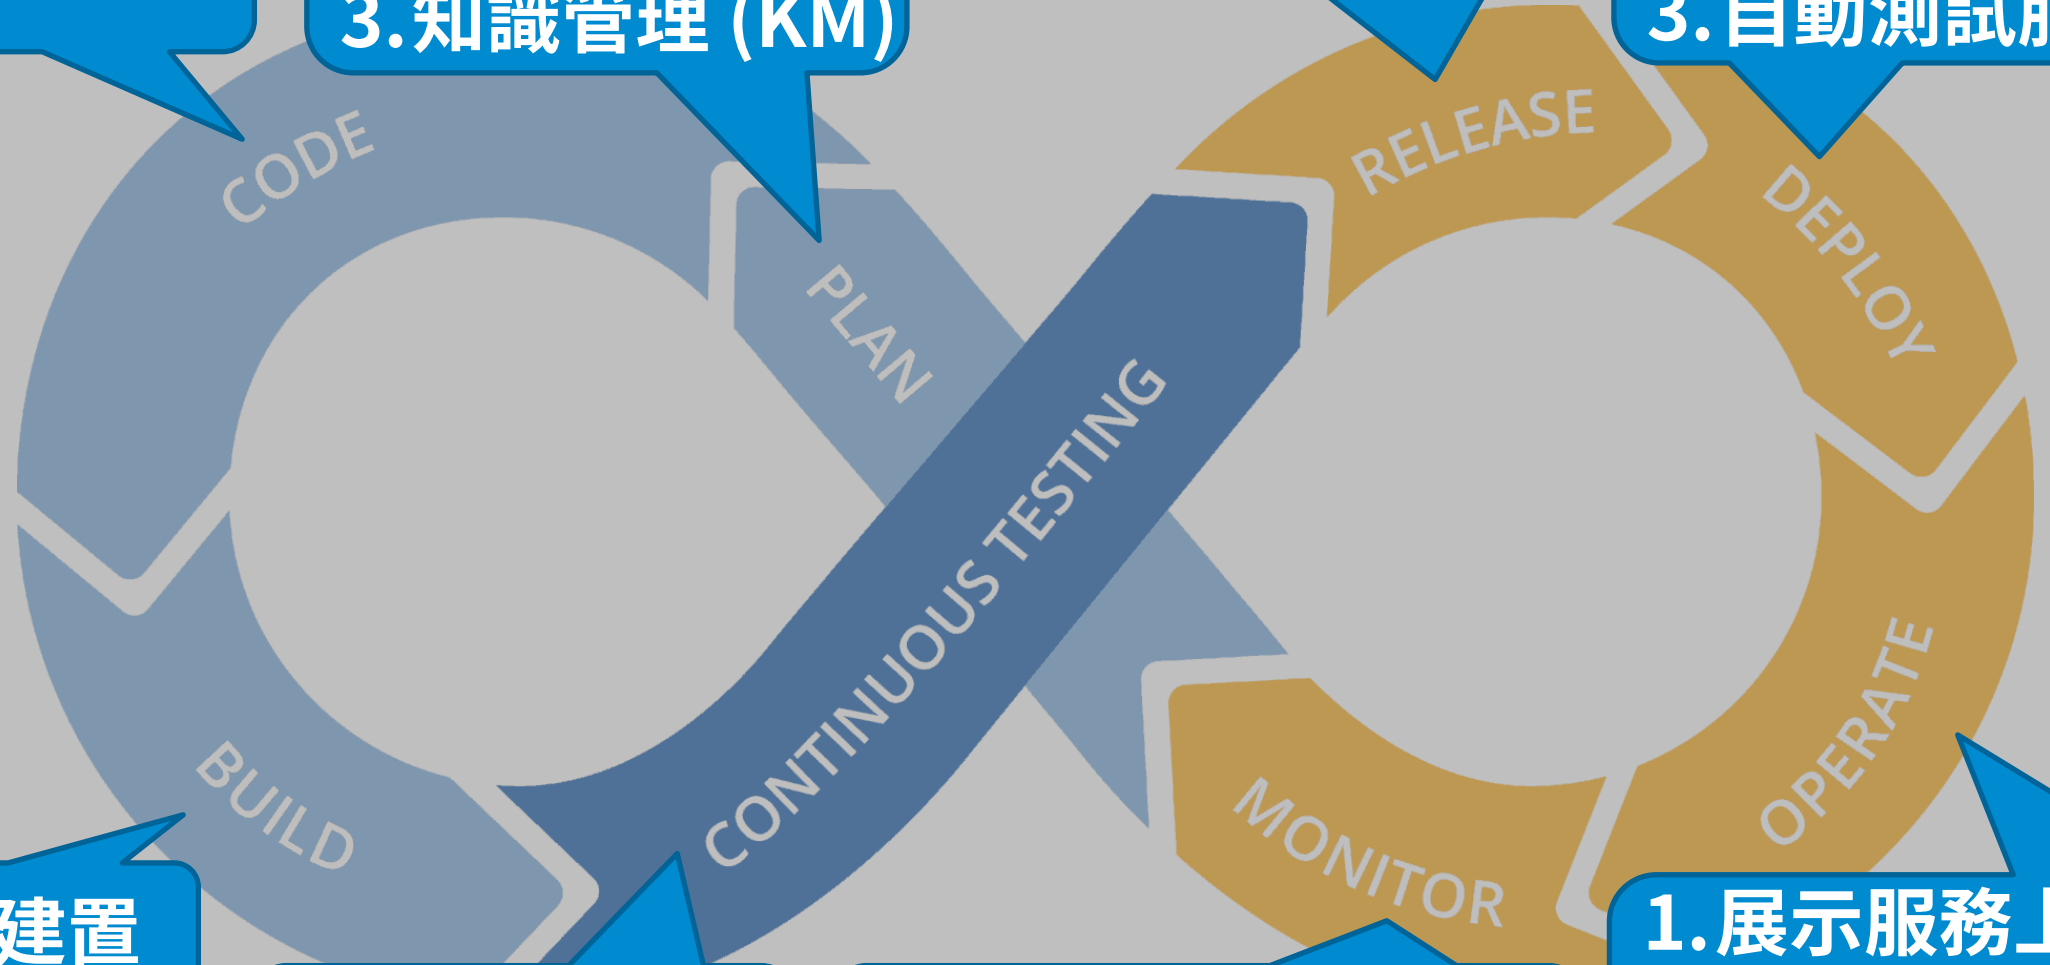 3.知識管理 (KM)
3.自動測試
CODE
RELEASE
DEPLOY
PLAN
CONTINUOUS TESTING
BUILD
MONITOR
OPERATE
建置
1.展示服務